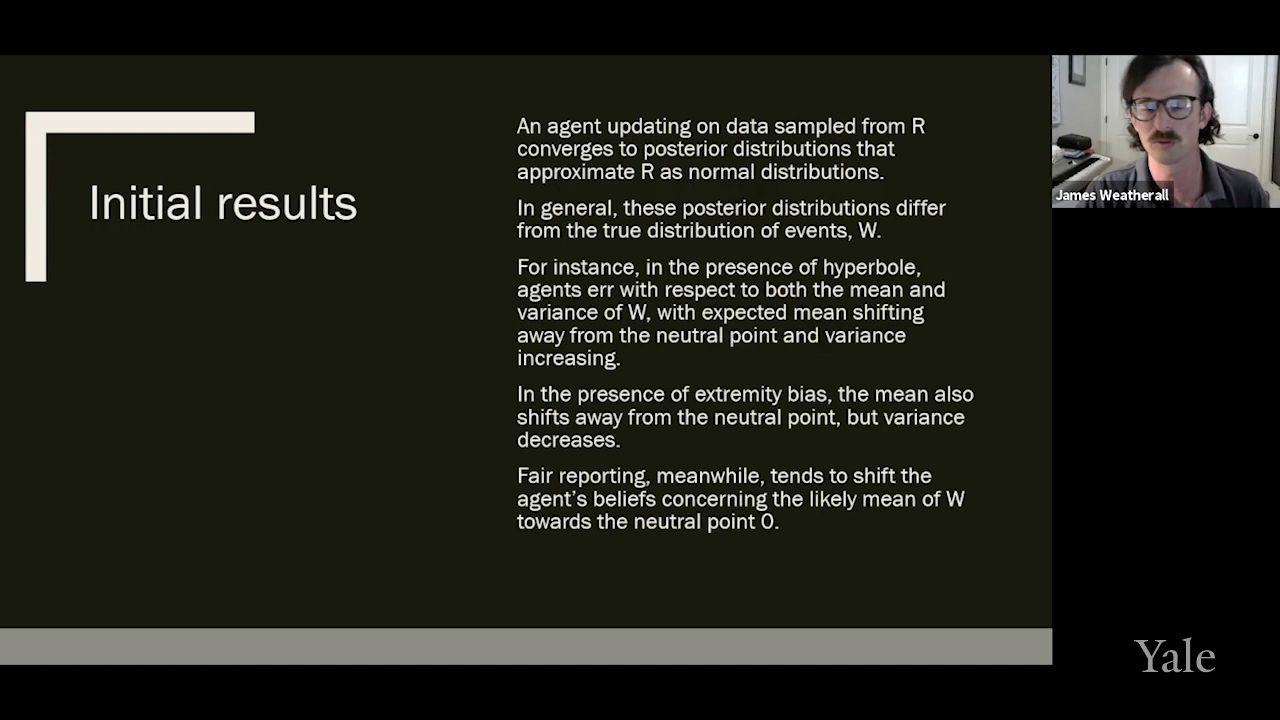 Initial results
An agent updating on data sampled from R
converges to posterior distributions that
approximate R as normal distributions.
In general, these posterior distributions differ
from the true distribution of events, W.
For instance, in the presence of hyperbole,
agents err with respect to both the mean and
variance of W, with expected mean shifting
away from the neutral point and variance
increasing.
In the presence of extremity bias, the mean also
shifts away from the neutral point, but variance
decreases.
Fair reporting, meanwhile, tends to shift the
agent’s beliefs concerning the likely mean of W
towards the neutral point 0.
James Weatherall
Yale